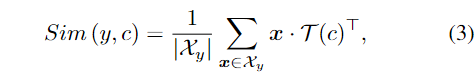 Sim (y, c) = \frac{1}{|\mathcal{X}_y|} \sum_{\boldsymbol{x} \in \mathcal{X}_y} \boldsymbol{x} \cdot \mathcal{T}(c)^\top, (3)